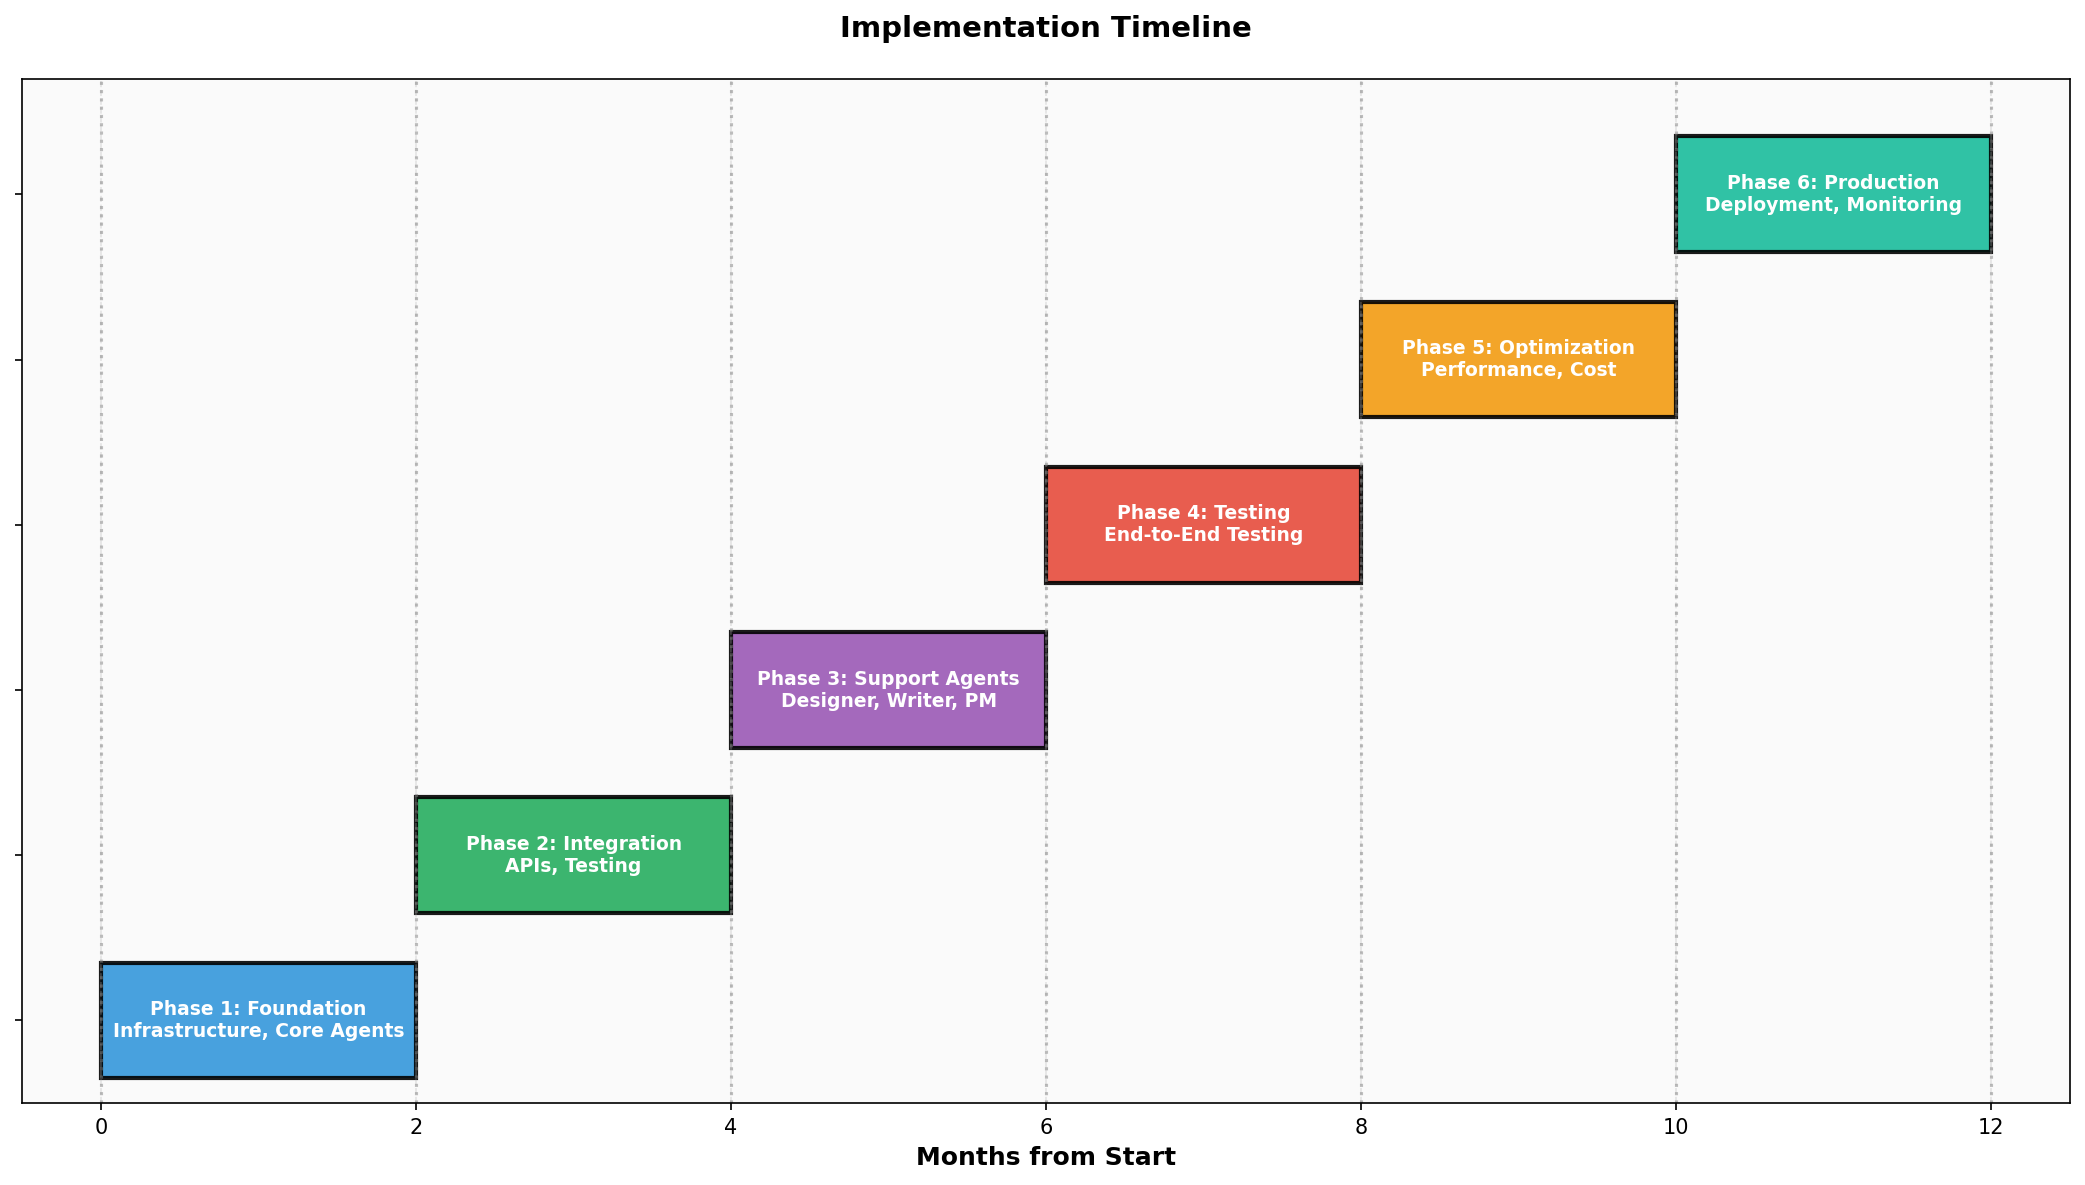 Implementation Timeline
Phase 6: Production
Deployment, Monitoring
Phase 5: Optimization
Performance, Cost
Phase 4: Testing
End-to-End Testing
Phase 3: Support Agents
Designer, Writer, PM
Phase 2: Integration
APIs, Testing
Phase 1: Foundation
Infrastructure, Core Agents
0 2 4 6 8 10 12
Months from Start